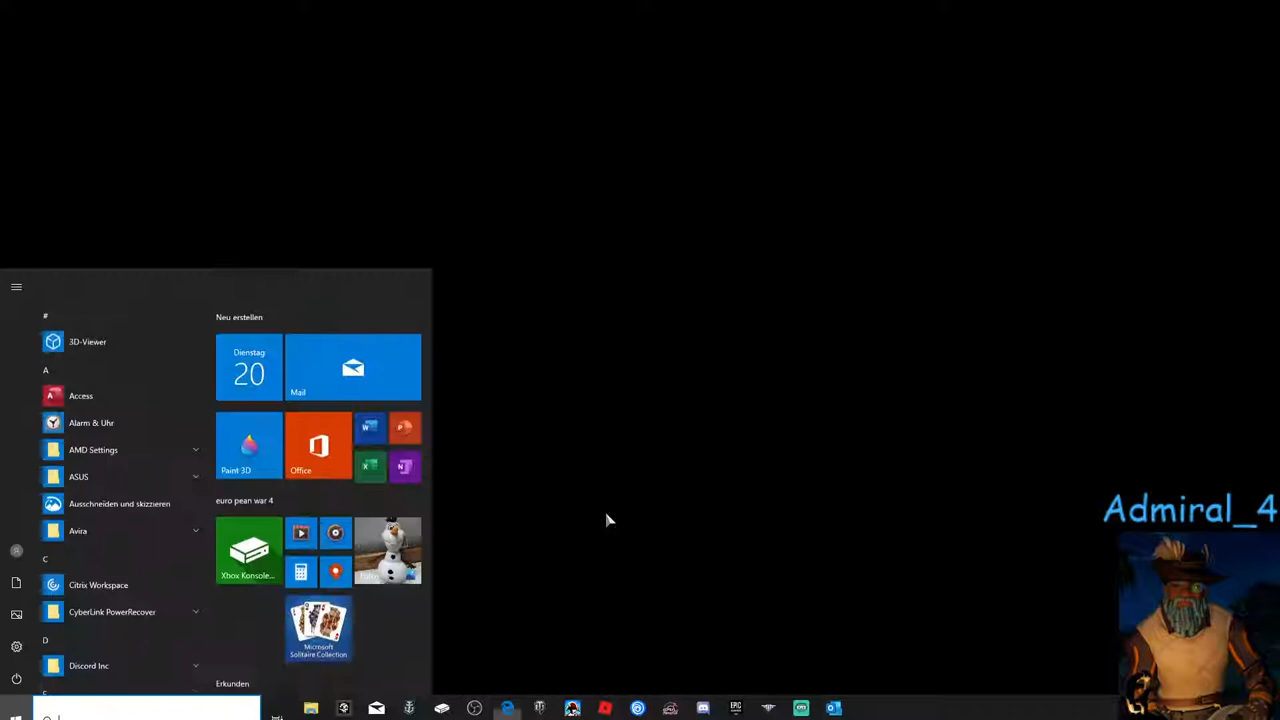 #
3D-Viewer
A
Access
Alarm & Uhr
AMD Settings
ASUS
Ausschneiden und skizzieren
Avira
C
Citrix Workspace
CyberLink PowerRecover
D
Discord Inc
Neu erstellen
Dienstag
20
Mail
Paint 3D
Office
euro pean war 4
Xbox Konsole...
Microsoft
Solitaire Collection
Erkunden
Admiral_4